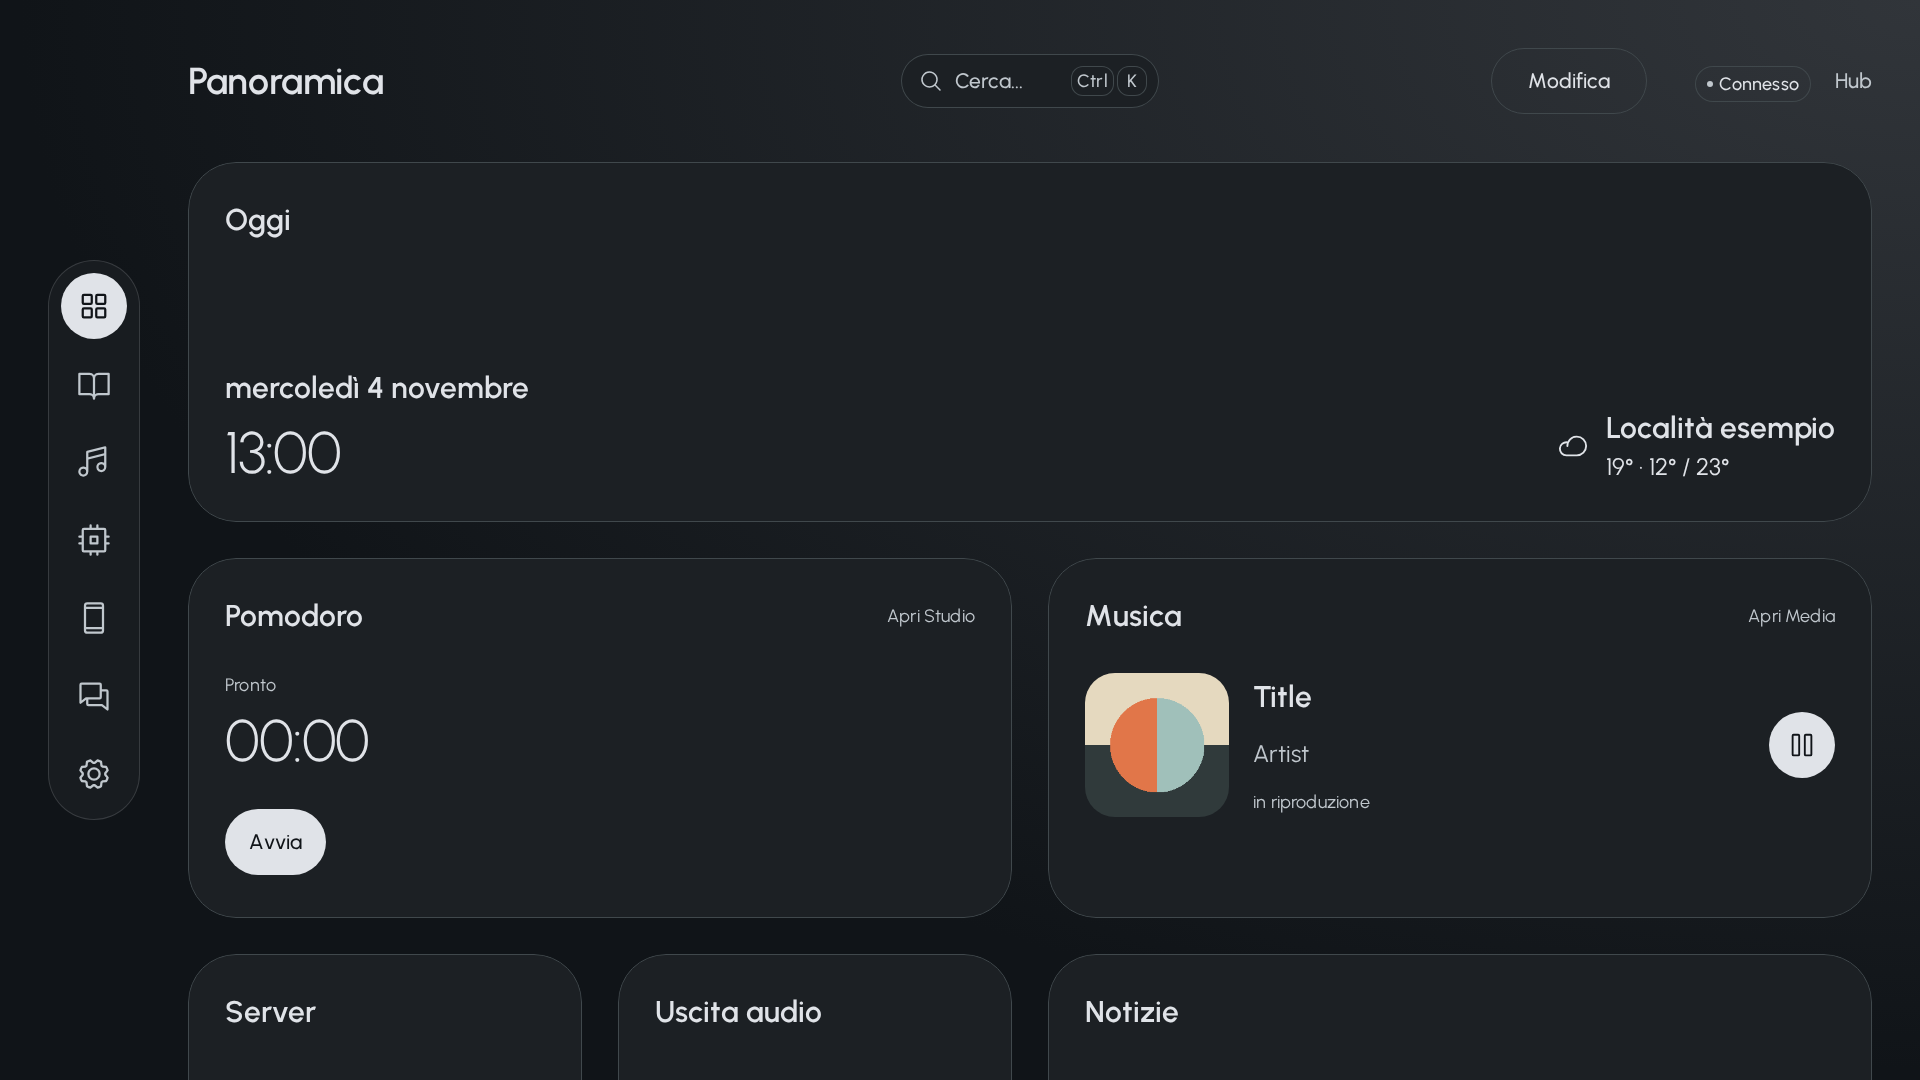 Panoramica
Cerca... Ctrl K
Modifica
Connesso
Hub
Oggi
mercoledì 4 novembre
13:00
Località esempio
19° · 12° / 23°
Pomodoro
Apri Studio
Pronto
00:00
Avvia
Musica
Apri Media
Title
Artist
in riproduzione
Server
Uscita audio
Notizie